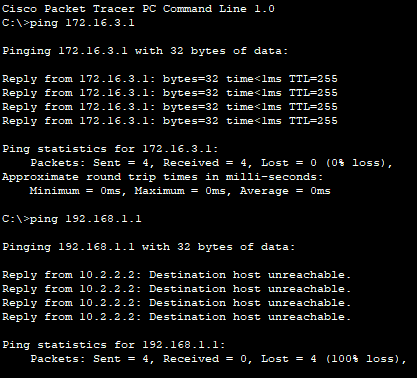 Cisco Packet Tracer PC Command Line 1.0
C:\>ping 172.16.3.1
Pinging 172.16.3.1 with 32 bytes of data:
Reply from 172.16.3.1: bytes=32 time<1ms TTL=255
Reply from 172.16.3.1: bytes=32 time<1ms TTL=255
Reply from 172.16.3.1: bytes=32 time<1ms TTL=255
Reply from 172.16.3.1: bytes=32 time<1ms TTL=255
Ping statistics for 172.16.3.1:
Packets: Sent = 4, Received = 4, Lost = 0 (0% loss),
Approximate round trip times in milli-seconds:
Minimum = 0ms, Maximum = 0ms, Average = 0ms
C:\>ping 192.168.1.1
Pinging 192.168.1.1 with 32 bytes of data:
Reply from 10.2.2.2: Destination host unreachable.
Reply from 10.2.2.2: Destination host unreachable.
Reply from 10.2.2.2: Destination host unreachable.
Reply from 10.2.2.2: Destination host unreachable.
Ping statistics for 192.168.1.1:
Packets: Sent = 4, Received = 0, Lost = 4 (100% loss),